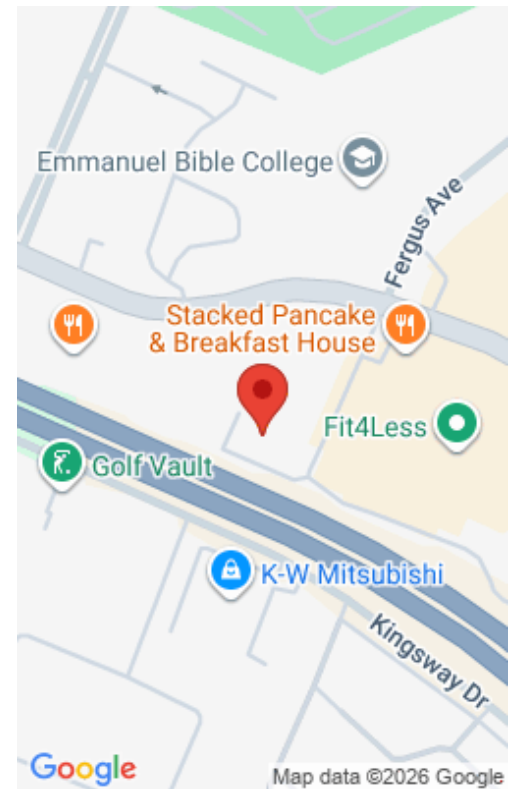 Emmanuel Bible College
Fergus Ave
Stacked Pancake
& Breakfast House
Fit4Less
Golf Vault
K-W Mitsubishi
Kingsway Dr
Google
Map data ©2026 Google